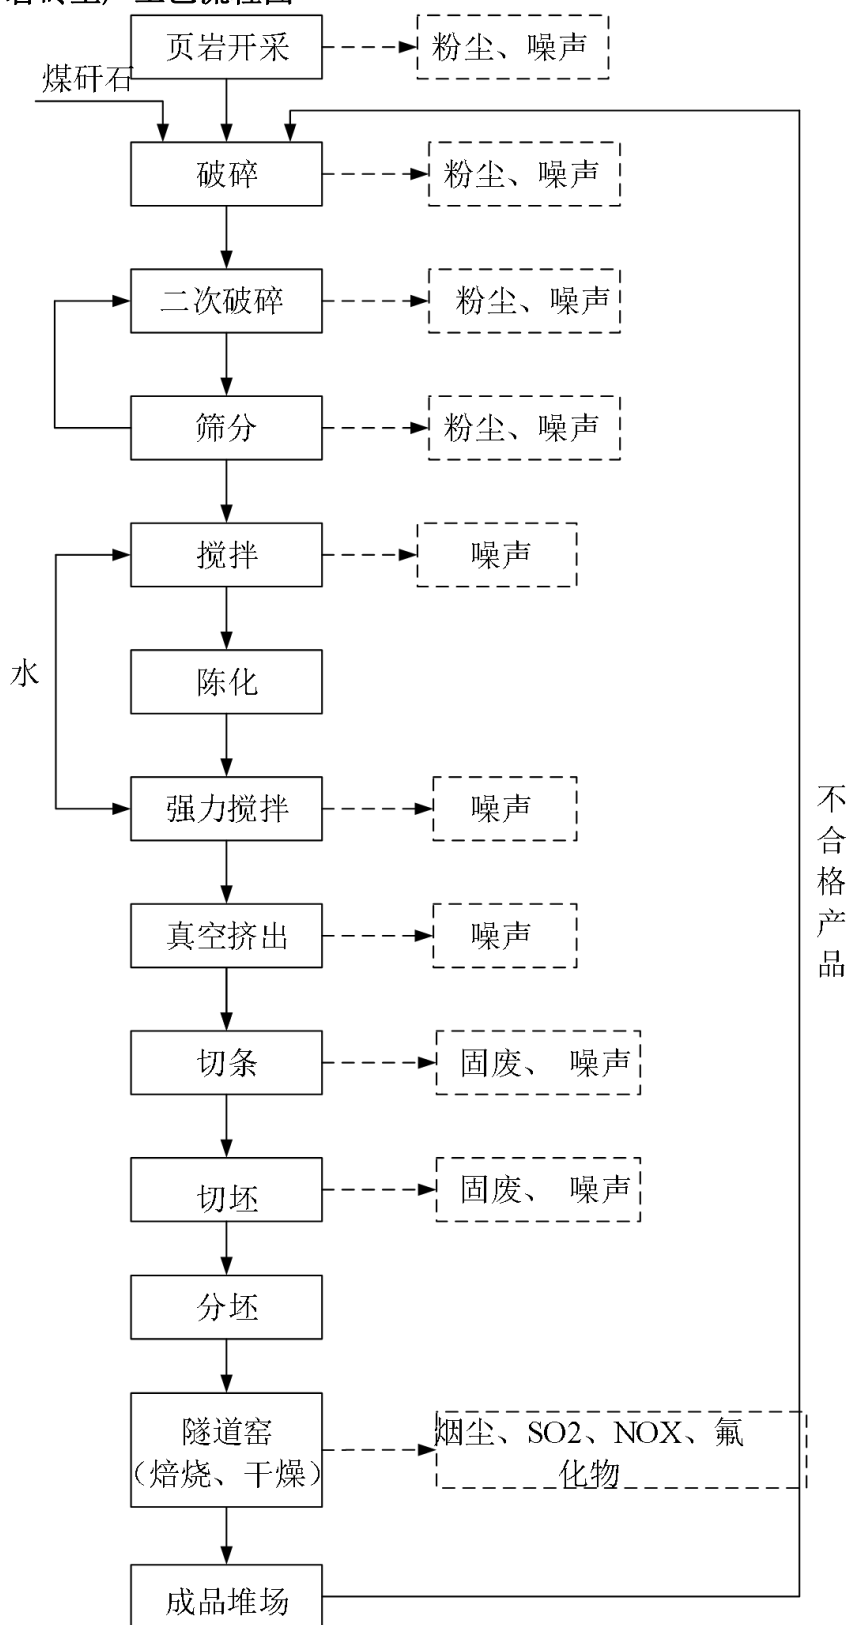 页岩开采
粉尘、噪声
煤矸石
破碎
粉尘、噪声
二次破碎
粉尘、噪声
筛分
粉尘、噪声
搅拌
噪声
水
陈化
强力搅拌
噪声
不合格产品
真空挤出
噪声
切条
固废、 噪声
切坯
固废、 噪声
分坯
隧道窑
（焙烧、干燥）
烟尘、SO2、NOX、氟
化物
成品堆场